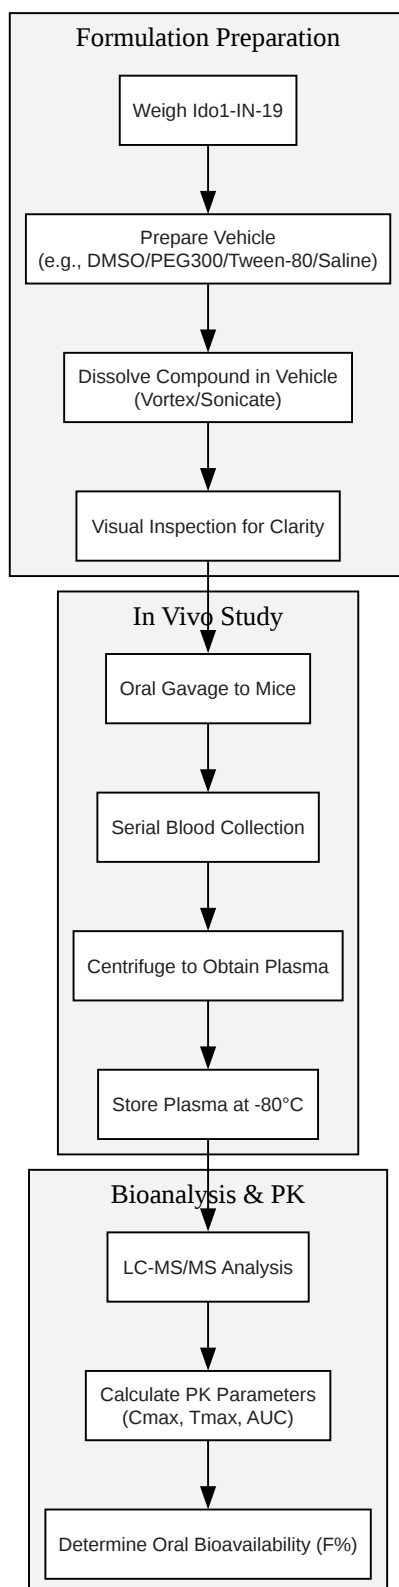 Formulation Preparation
Weigh Ido1-IN-19
Prepare Vehicle
(e.g., DMSO/PEG300/Tween-80/Saline)
Dissolve Compound in Vehicle
(Vortex/Sonicate)
Visual Inspection for Clarity
In Vivo Study
Oral Gavage to Mice
Serial Blood Collection
Centrifuge to Obtain Plasma
Store Plasma at -80°C
Bioanalysis & PK
LC-MS/MS Analysis
Calculate PK Parameters
(Cmax, Tmax, AUC)
Determine Oral Bioavailability (F%)